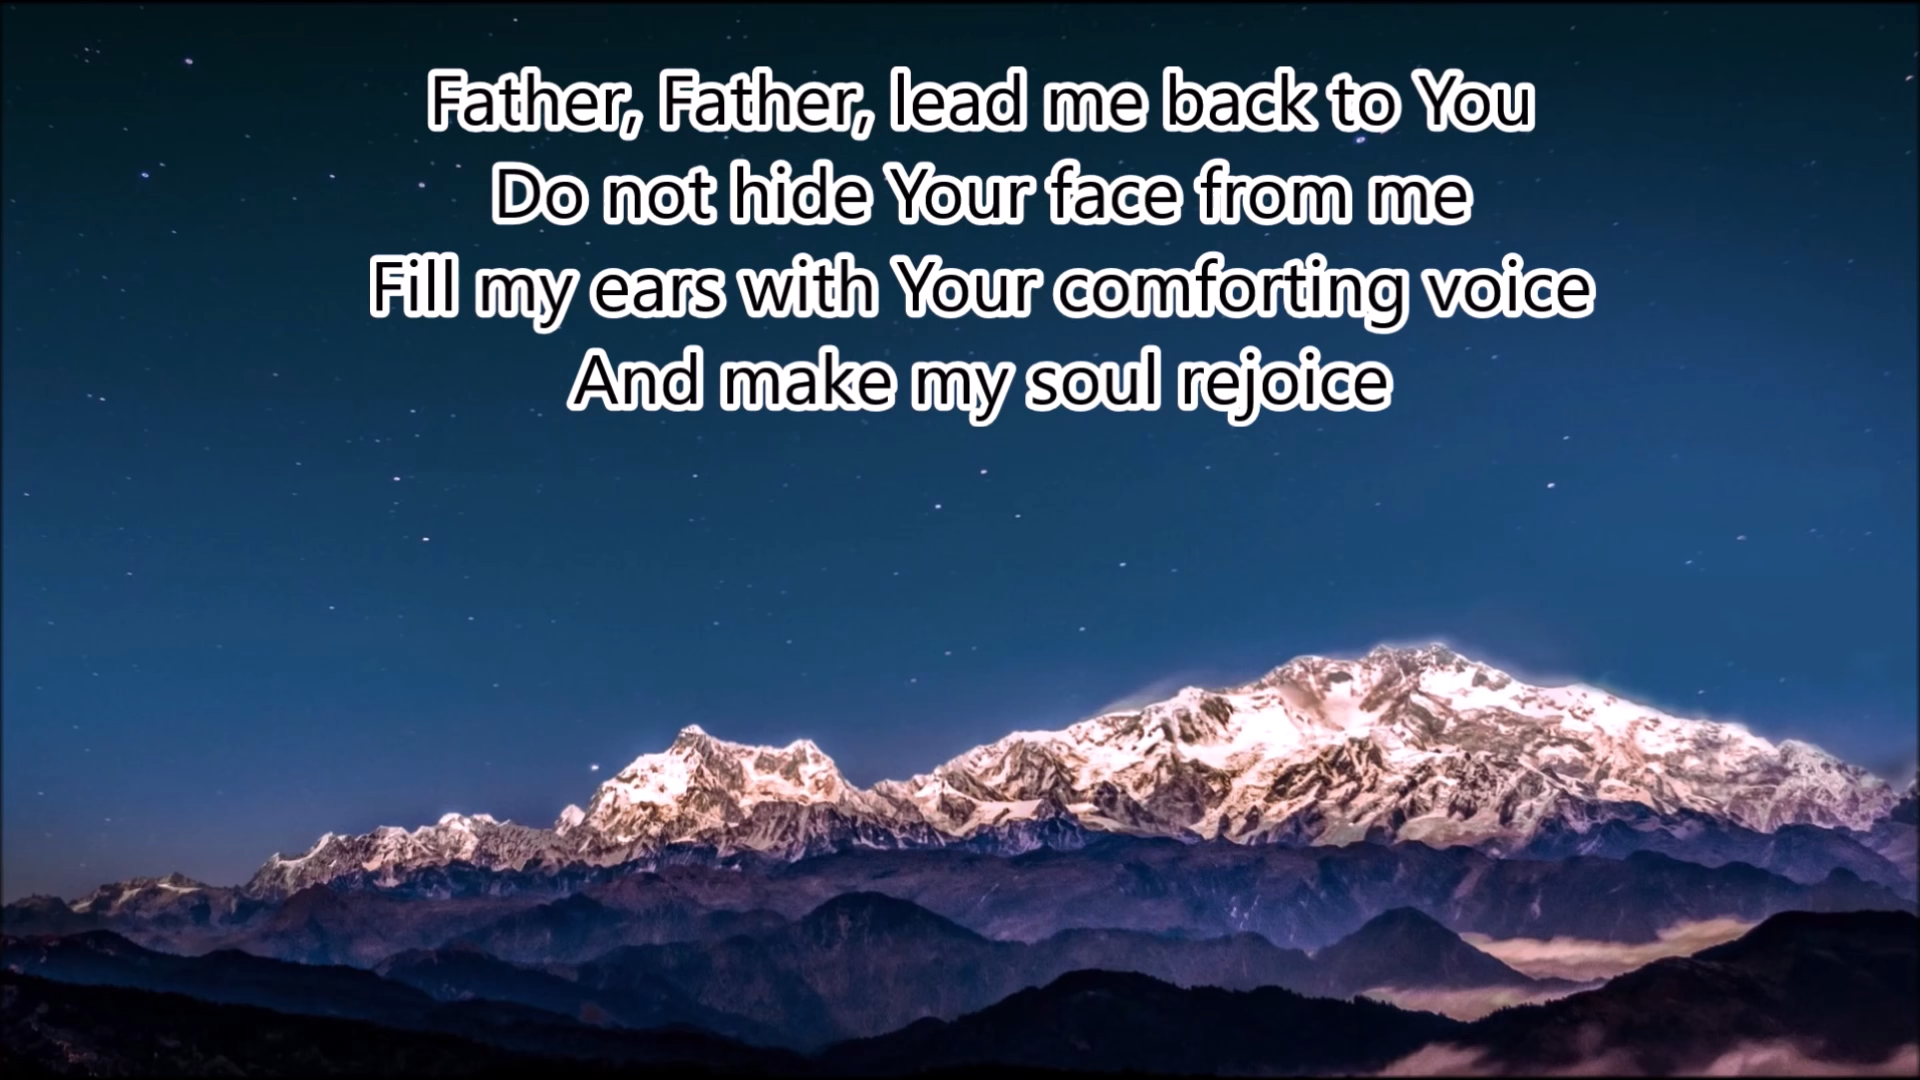 Father, Father, lead me back to You
Do not hide Your face from me
Fill my ears with Your comforting voice
And make my soul rejoice